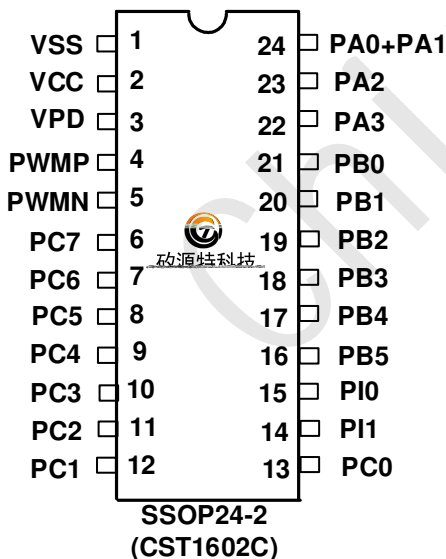 VSS 1 24 PA0+PA1
VCC 2 23 PA2
VPD 3 22 PA3
PWMP 4 21 PB0
PWMN 5 20 PB1
PC7 6 19 PB2
矽源特科技
PC6 7 18 PB3
PC5 8 17 PB4
PC4 9 16 PB5
PC3 10 15 PI0
PC2 11 14 PI1
PC1 12 13 PC0
SSOP24-2
(CST1602C)
Chi